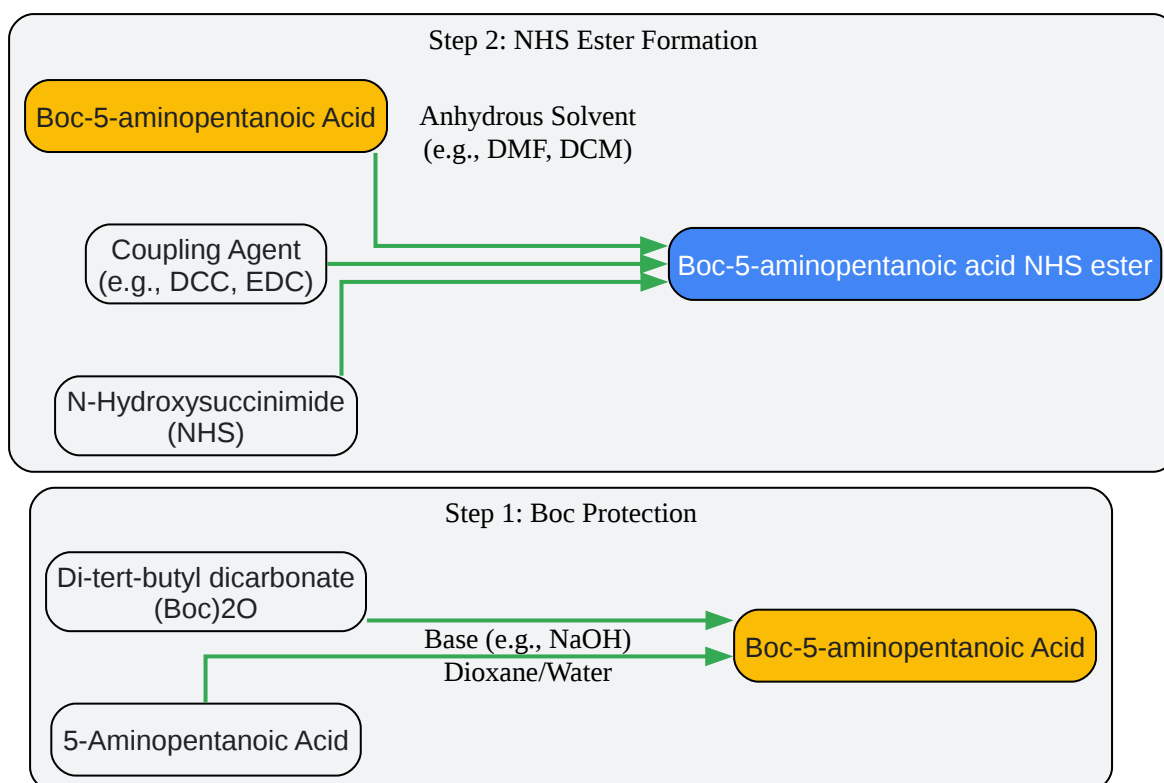 Step 2: NHS Ester Formation
Boc-5-aminopentanoic Acid
Anhydrous Solvent
(e.g., DMF, DCM)
Coupling Agent
(e.g., DCC, EDC)
Boc-5-aminopentanoic acid NHS ester
N-Hydroxysuccinimide
(NHS)
Step 1: Boc Protection
Di-tert-butyl dicarbonate
(Boc)2O
Base (e.g., NaOH)
Dioxane/Water
Boc-5-aminopentanoic Acid
5-Aminopentanoic Acid